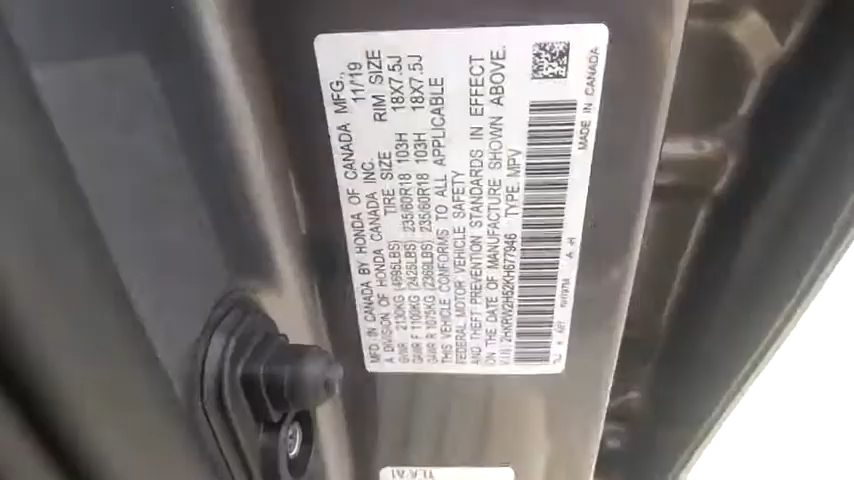 MFD. IN CANADA BY HONDA OF CANADA MFG.,
A DIVISION OF HONDA CANADA INC. 11/19
TIRE SIZE RIM SIZE
GVWR 2130KG (4695LBS)
GAWR F 1100KG (2425LBS) 235/60R18 103H 18X7.5J
GAWR R 1075KG (2369LBS) 235/60R18 103H 18X7.5J
THIS VEHICLE CONFORMS TO ALL APPLICABLE
FEDERAL MOTOR VEHICLE SAFETY
AND THEFT PREVENTION STANDARDS IN EFFECT
ON THE DATE OF MANUFACTURE SHOWN ABOVE.
V.I.N.: 2HKRW2H52KH677946 TYPE: MPV
A H MADE IN CANADA